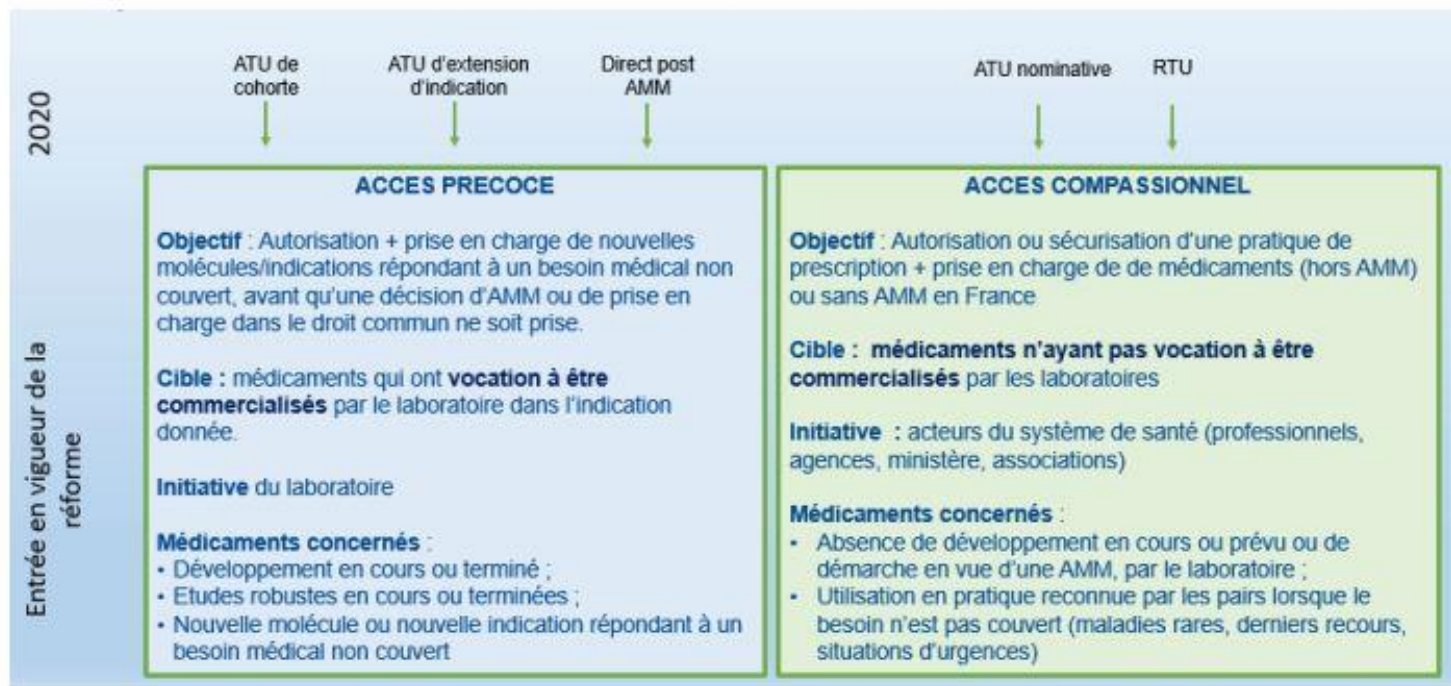 2020
ATU de
cohorte
ATU d'extension
d'indication
Direct post
AMM
ATU nominative
RTU
Entrée en vigueur de la
réforme
ACCES PRECOCE
Objectif : Autorisation + prise en charge de nouvelles
molécules/indications répondant à un besoin médical non
couvert, avant qu'une décision d'AMM ou de prise en
charge dans le droit commun ne soit prise.
Cible : médicaments qui ont vocation à être
commercialisés par le laboratoire dans l'indication
donnée.
Initiative du laboratoire
Médicaments concernés :
• Développement en cours ou terminé ;
• Etudes robustes en cours ou terminées ;
• Nouvelle molécule ou nouvelle indication répondant à un
besoin médical non couvert
ACCES COMPASSIONNEL
Objectif : Autorisation ou sécurisation d'une pratique de
prescription + prise en charge de de médicaments (hors AMM)
ou sans AMM en France
Cible : médicaments n'ayant pas vocation à être
commercialisés par les laboratoires
Initiative : acteurs du système de santé (professionnels,
agences, ministère, associations)
Médicaments concernés :
• Absence de développement en cours ou prévu ou de
démarche en vue d'une AMM, par le laboratoire ;
• Utilisation en pratique reconnue par les pairs lorsque le
besoin n'est pas couvert (maladies rares, derniers recours,
situations d'urgences)